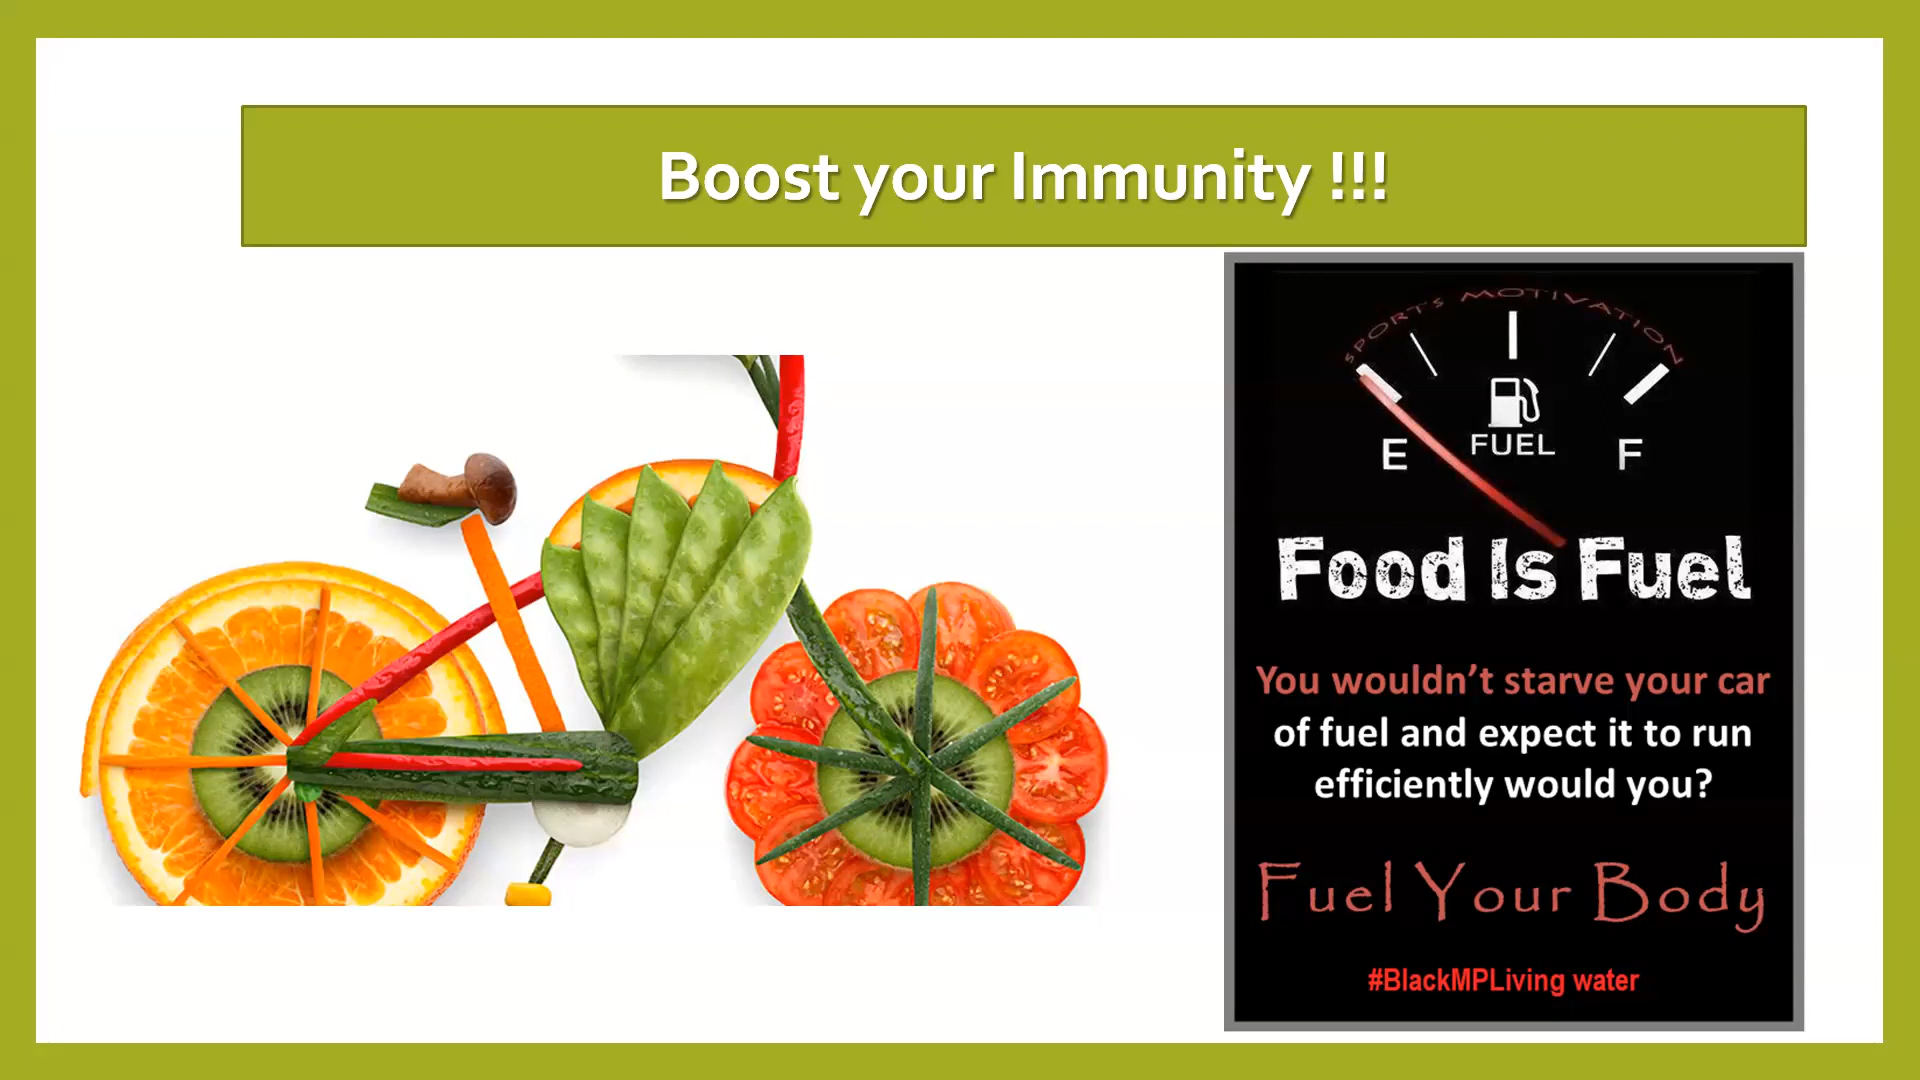 Boost your Immunity !!!
SPORTS MOTIVATION
FUEL
E F
Food Is Fuel
You wouldn't starve your car
of fuel and expect it to run
efficiently would you?
Fuel Your Body
#BlackMPLiving water